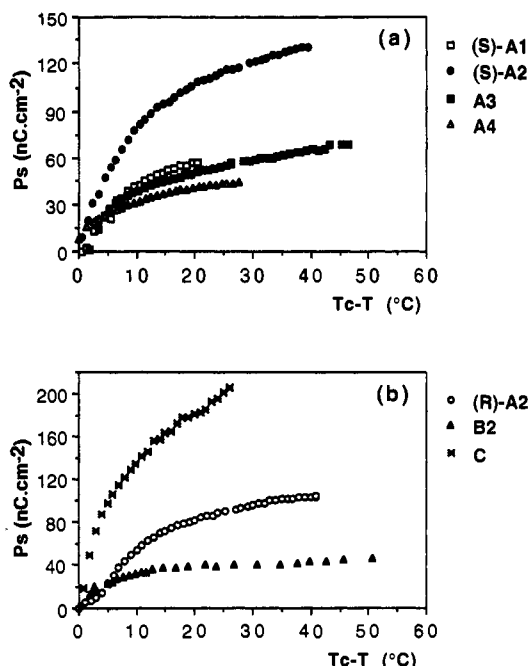 (a)
Ps (nC.cm-2)
150
120
90
60
30
0
0 10 20 30 40 50 60
Tc-T (°C)
(S)-A1
(S)-A2
A3
A4
(b)
Ps (nC.cm-2)
200
160
120
80
40
0
0 10 20 30 40 50 60
Tc-T (°C)
(R)-A2
B2
C